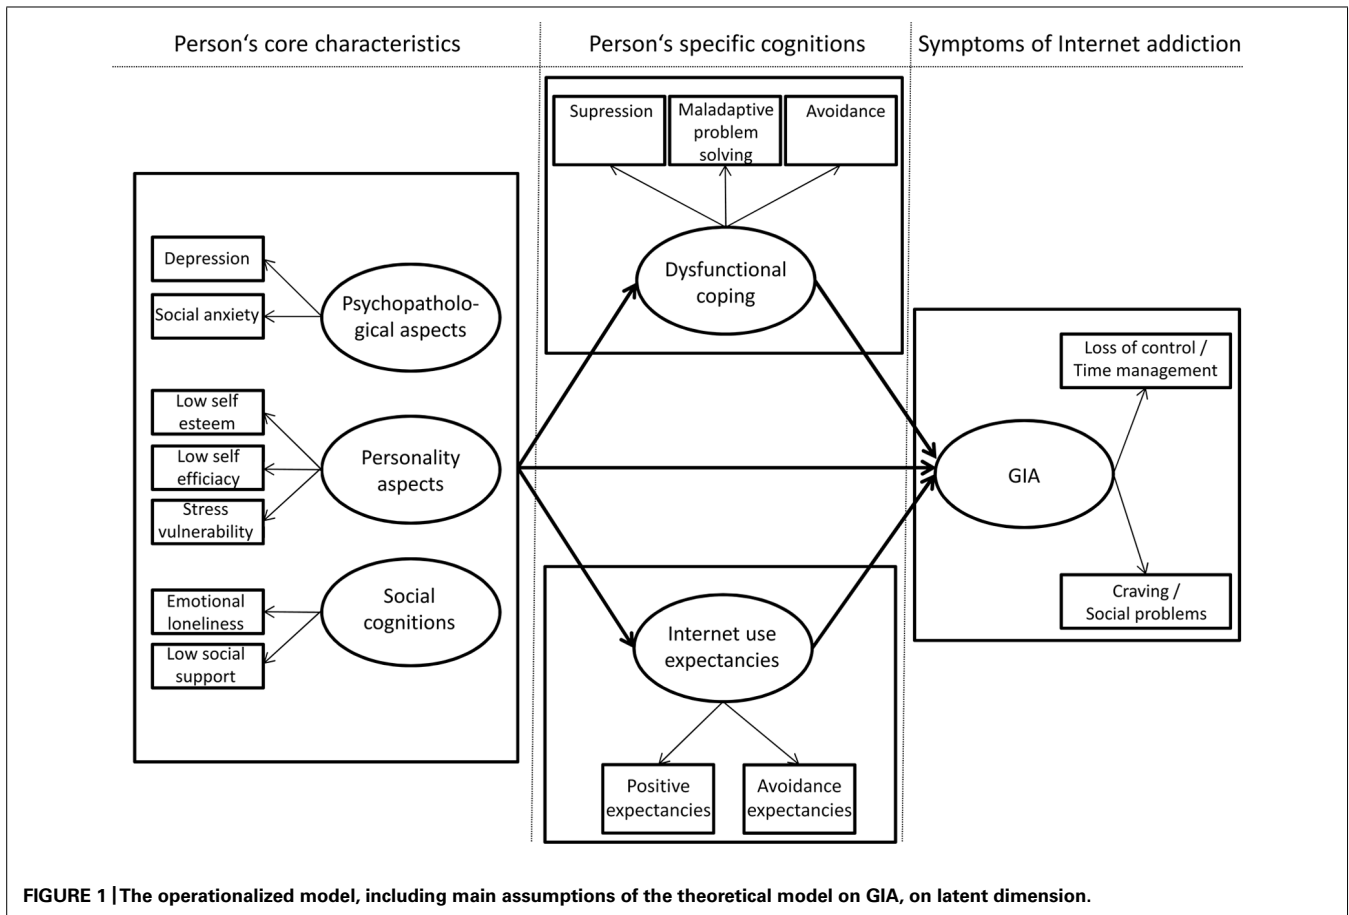 Person‘s core characteristics
Person‘s specific cognitions
Symptoms of Internet addiction
Depression
Social anxiety
Psychopatholo-
gical aspects
Low self
esteem
Low self
efficiacy
Stress
vulnerability
Personality
aspects
Emotional
loneliness
Low social
support
Social
cognitions
Supression
Maladaptive
problem
solving
Avoidance
Dysfunctional
coping
Internet use
expectancies
Positive
expectancies
Avoidance
expectancies
Loss of control /
Time management
GIA
Craving /
Social problems
FIGURE 1 | The operationalized model, including main assumptions of the theoretical model on GIA, on latent dimension.